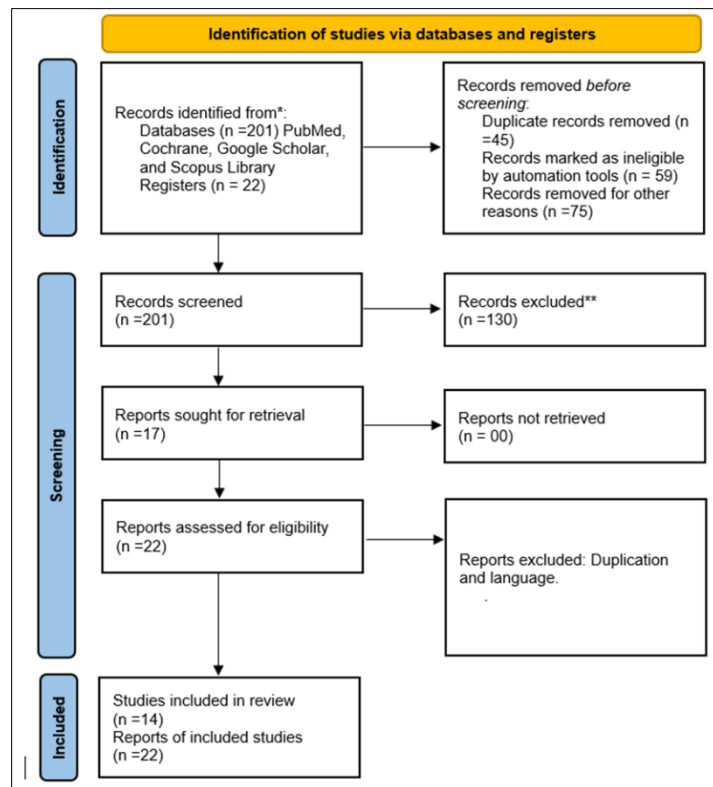 Identification of studies via databases and registers
Identification
Records identified from*:
Databases (n =201) PubMed,
Cochrane, Google Scholar,
and Scopus Library
Registers (n = 22)
Records removed before
screening:
Duplicate records removed (n
=45)
Records marked as ineligible
by automation tools (n = 59)
Records removed for other
reasons (n =75)
Screening
Records screened
(n =201)
Records excluded**
(n =130)
Reports sought for retrieval
(n =17)
Reports not retrieved
(n = 00)
Reports assessed for eligibility
(n =22)
Reports excluded: Duplication
and language.
.
Included
Studies included in review
(n =14)
Reports of included studies
(n =22)